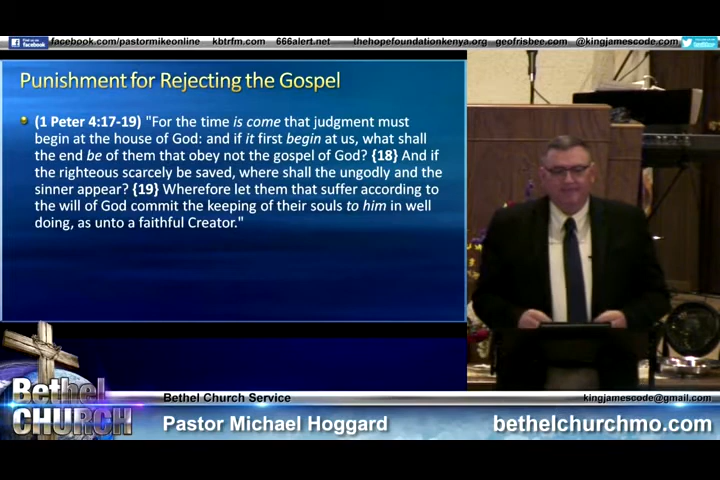 Find us on facebook facebook.com/pastormikeonline kbtrfm.com 666alert.net thehopefoundationkenya.org geofrisbee.com @kingjamescode.com twitter
Punishment for Rejecting the Gospel
(1 Peter 4:17-19) "For the time is come that judgment must
begin at the house of God: and if it first begin at us, what shall
the end be of them that obey not the gospel of God? {18} And if
the righteous scarcely be saved, where shall the ungodly and the
sinner appear? {19} Wherefore let them that suffer according to
the will of God commit the keeping of their souls to him in well
doing, as unto a faithful Creator."
Bethel
CHURCH
Bethel Church Service kingjamescode@gmail.com
Pastor Michael Hoggard bethelchurchmo.com